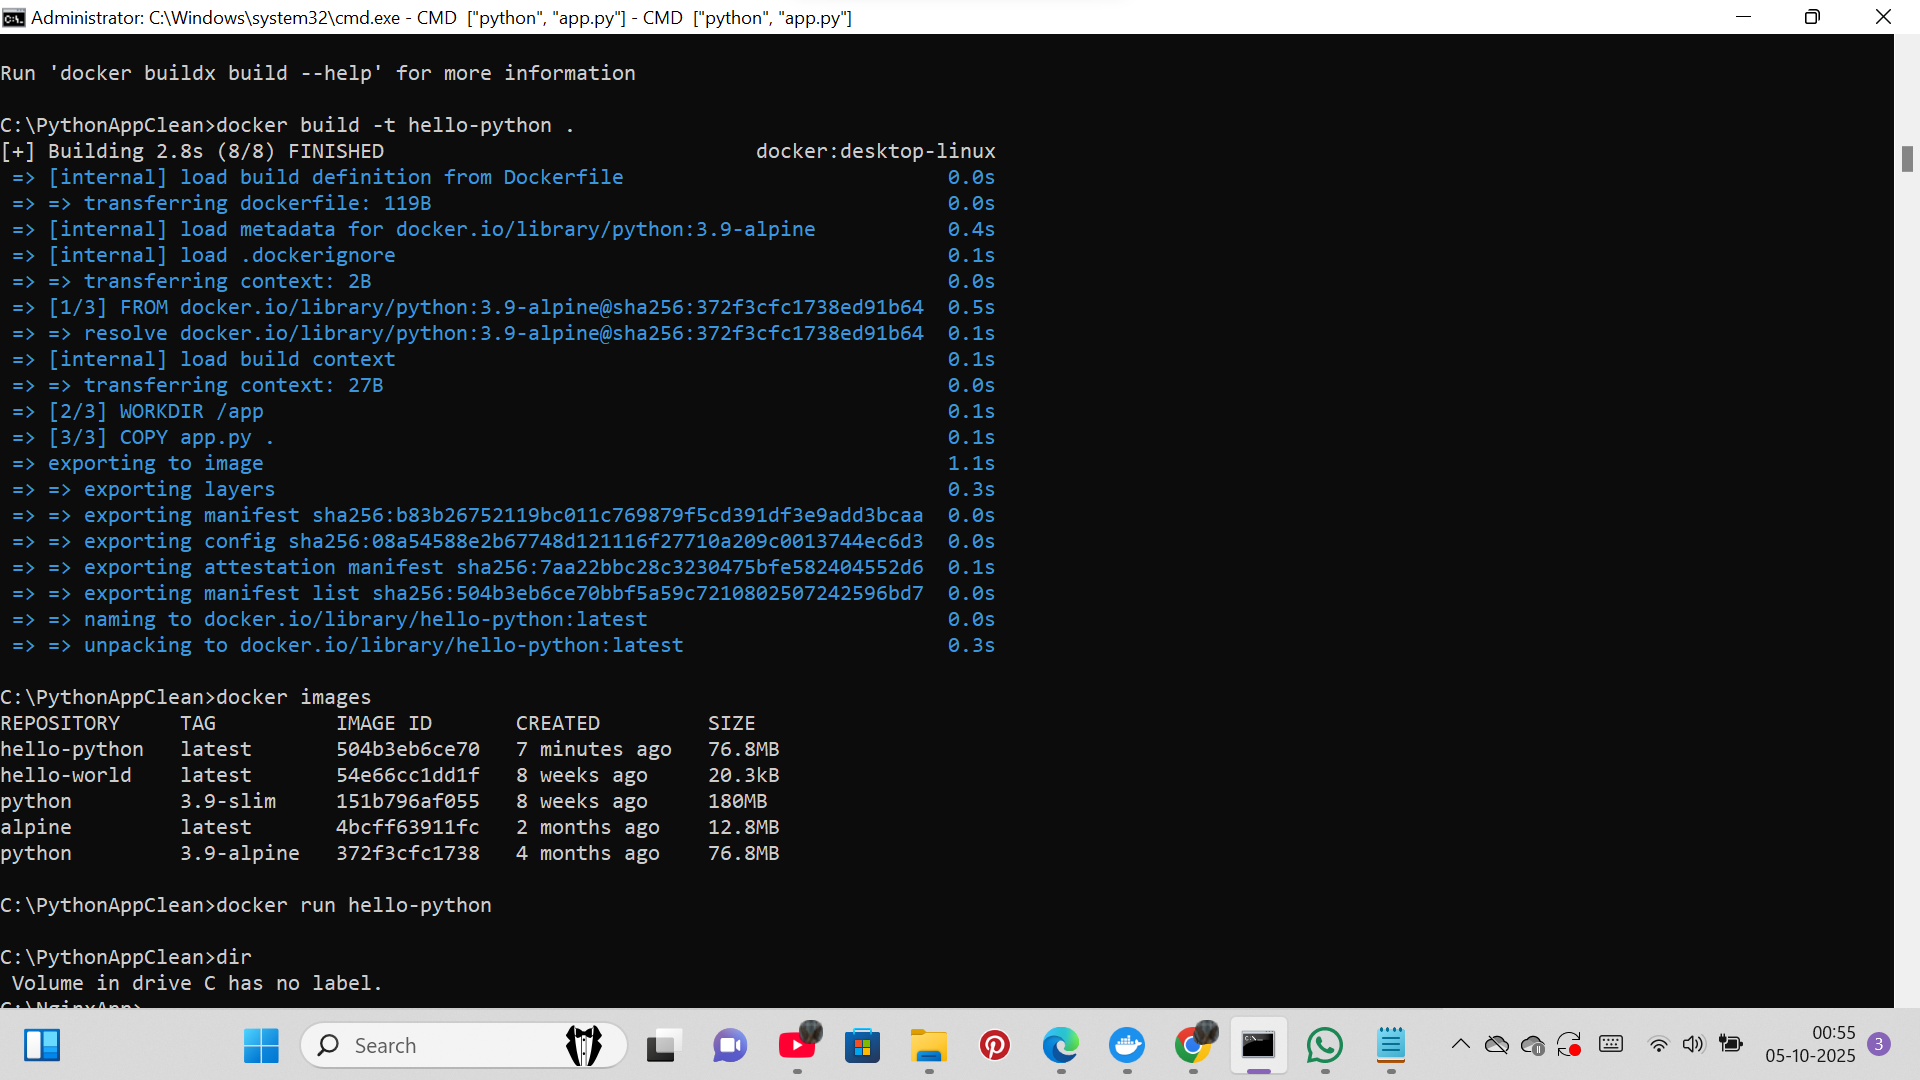 Administrator: C:\Windows\system32\cmd.exe - CMD ["python", "app.py"] - CMD ["python", "app.py"]
Run 'docker buildx build --help' for more information
C:\PythonAppClean>docker build -t hello-python .
[+] Building 2.8s (8/8) FINISHED docker:desktop-linux
=> [internal] load build definition from Dockerfile 0.0s
=> => transferring dockerfile: 119B 0.0s
=> [internal] load metadata for docker.io/library/python:3.9-alpine 0.4s
=> [internal] load .dockerignore 0.1s
=> => transferring context: 2B 0.0s
=> [1/3] FROM docker.io/library/python:3.9-alpine@sha256:372f3cfc1738ed91b64 0.5s
=> => resolve docker.io/library/python:3.9-alpine@sha256:372f3cfc1738ed91b64 0.1s
=> [internal] load build context 0.1s
=> => transferring context: 27B 0.0s
=> [2/3] WORKDIR /app 0.1s
=> [3/3] COPY app.py . 0.1s
=> exporting to image 1.1s
=> => exporting layers 0.3s
=> => exporting manifest sha256:b83b26752119bc011c769879f5cd391df3e9add3bcaa 0.0s
=> => exporting config sha256:08a54588e2b67748d121116f27710a209c0013744ec6d3 0.0s
=> => exporting attestation manifest sha256:7aa22bbc28c3230475bfe582404552d6 0.1s
=> => exporting manifest list sha256:504b3eb6ce70bbf5a59c7210802507242596bd7 0.0s
=> => naming to docker.io/library/hello-python:latest 0.0s
=> => unpacking to docker.io/library/hello-python:latest 0.3s
C:\PythonAppClean>docker images
REPOSITORY TAG IMAGE ID CREATED SIZE
hello-python latest 504b3eb6ce70 7 minutes ago 76.8MB
hello-world latest 54e66cc1dd1f 8 weeks ago 20.3kB
python 3.9-slim 151b796af055 8 weeks ago 180MB
alpine latest 4bcff63911fc 2 months ago 12.8MB
python 3.9-alpine 372f3cfc1738 4 months ago 76.8MB
C:\PythonAppClean>docker run hello-python
C:\PythonAppClean>dir
Volume in drive C has no label.
C:\NginxApp>
Search
00:55
05-10-2025
3